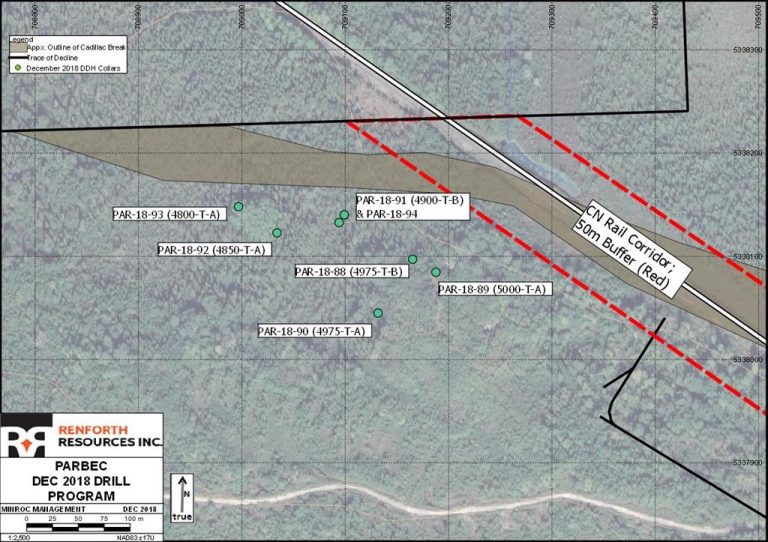 708800
708900
709000
709100
709200
709300
709400
709500
Legend
Appx. Outline of Cadillac Break
Trace of Decline
December 2018 DDH Collars
5338300
5338200
5338100
5338000
5337900
PAR-18-91 (4900-T-B)
& PAR-18-94
PAR-18-93 (4800-T-A)
PAR-18-92 (4850-T-A)
PAR-18-88 (4975-T-B)
PAR-18-89 (5000-T-A)
PAR-18-90 (4975-T-A)
CN Rail Corridor;
50m Buffer (Red)
RENFORTH
RESOURCES INC.
PARBEC
DEC 2018 DRILL
PROGRAM
MINROC MANAGEMENT DEC 2018
0 25 50 75 100 m
1:2,500 NAD83 z17U
N
true